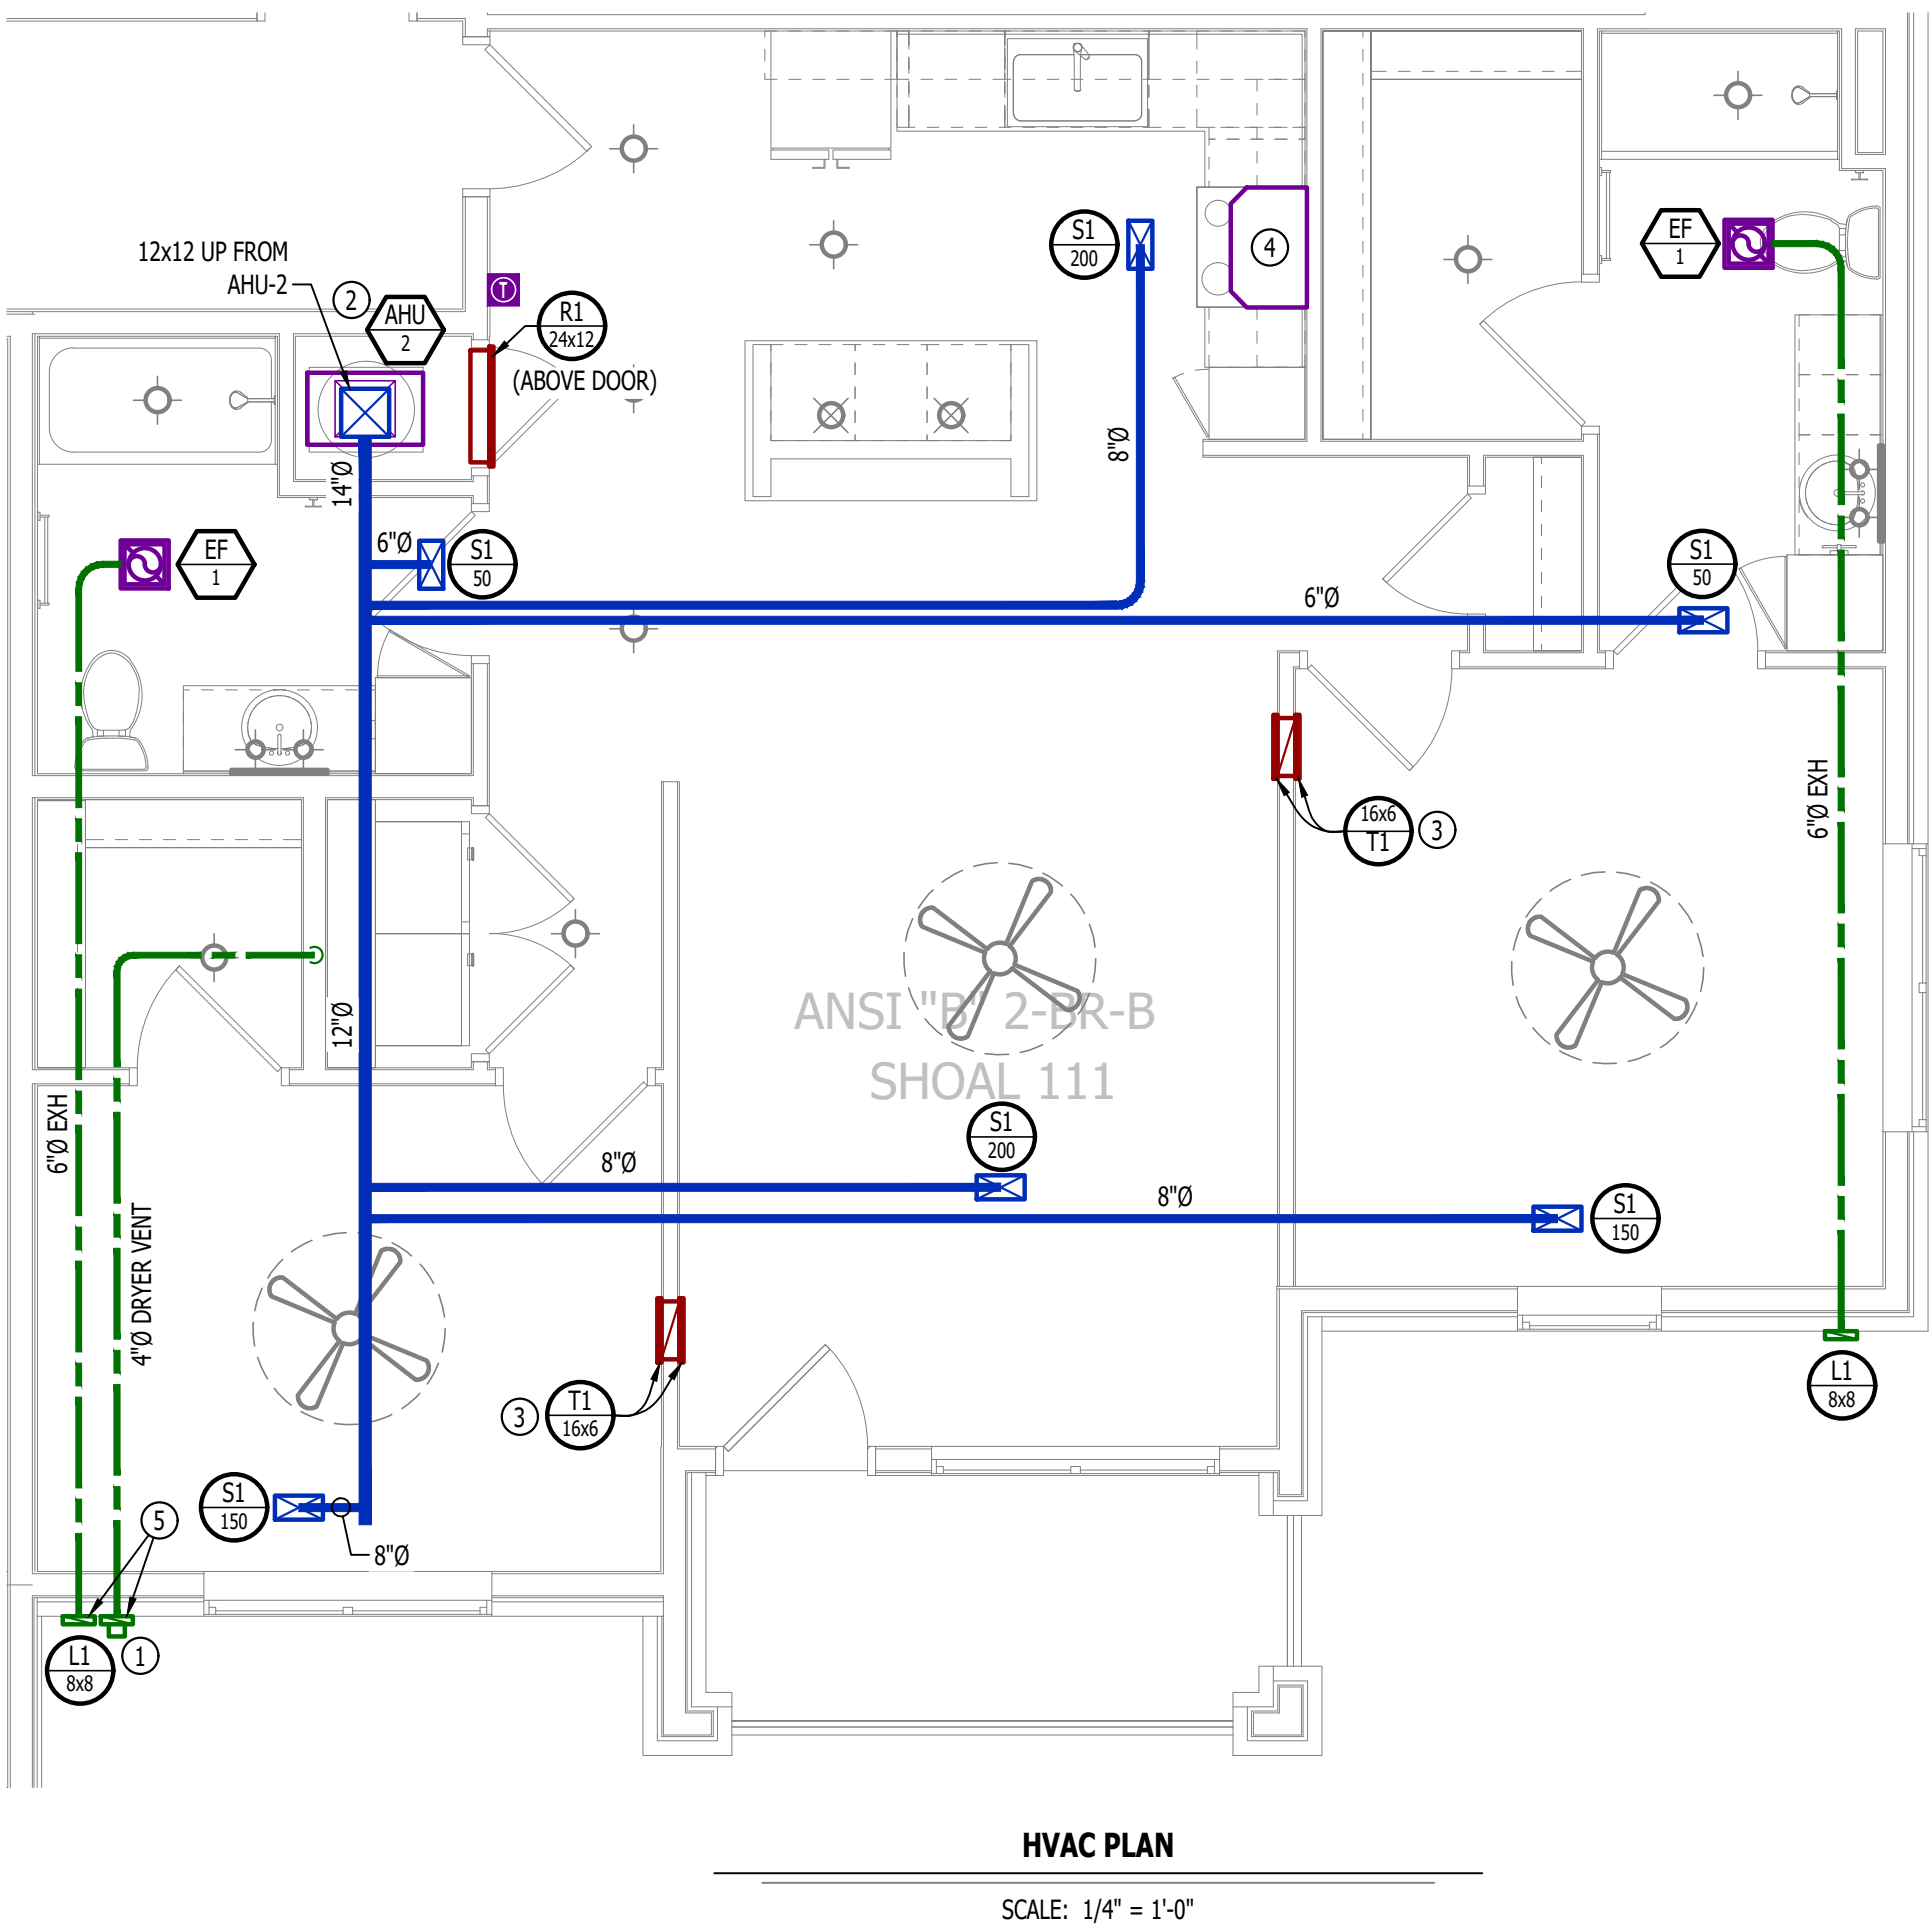 12x12 UP FROM
AHU-2
2
AHU
2
T
R1
24x12
(ABOVE DOOR)
S1
200
4
EF
1
14"Ø
8"Ø
6"Ø
S1
50
EF
1
S1
50
6"Ø
16x6
T1
3
6"Ø EXH
12"Ø
ANSI "B" 2-BR-B
SHOAL 111
6"Ø EXH
S1
200
8"Ø
8"Ø
S1
150
4"Ø DRYER VENT
L1
8x8
3
T1
16x6
S1
150
5
8"Ø
L1
8x8
1
HVAC PLAN
SCALE: 1/4" = 1'-0"